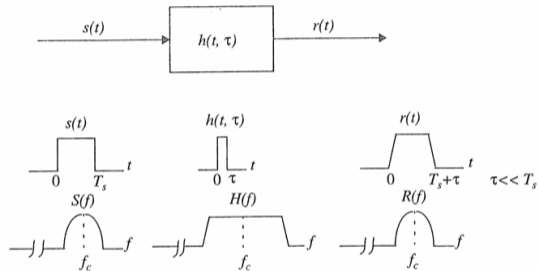 s(t)
h(t, τ)
r(t)
s(t)
h(t, τ)
r(t)
t
t
t
0
T_s
0 τ
0
T_s+τ
τ<< T_s
S(f)
H(f)
R(f)
f
f
f
f_c
f_c
f_c